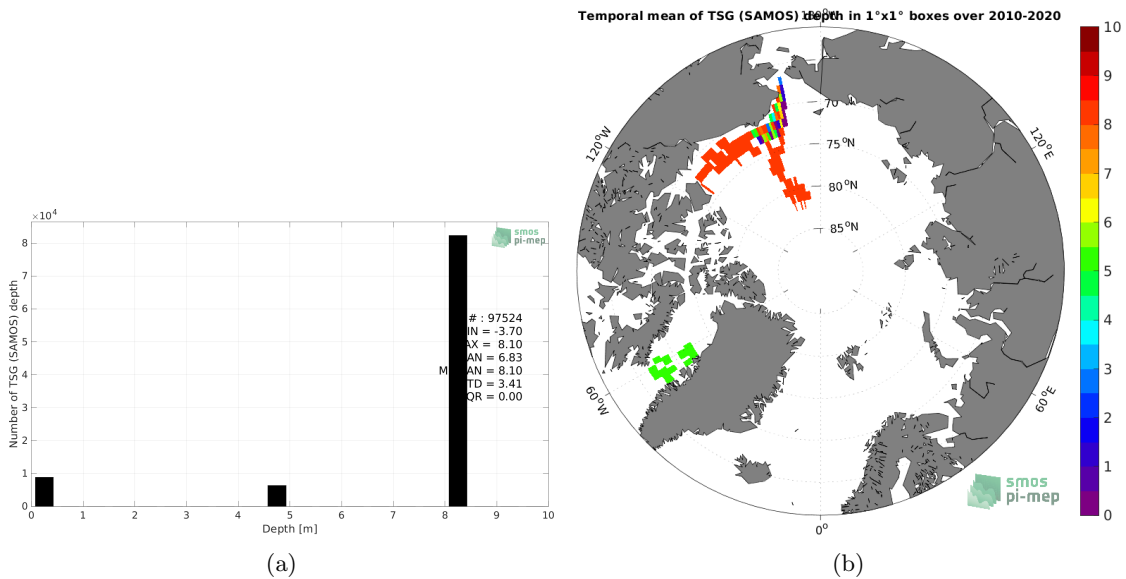 Temporal mean of TSG (SAMOS) depth in 1°x1° boxes over 2010-2020
×10⁴
8
7
6
5
4
3
2
1
0
Number of TSG (SAMOS) depth
smos
pi-mep
# : 97524
IN = -3.70
AX = 8.10
AN = 6.83
M AN = 8.10
TD = 3.41
QR = 0.00
0 1 2 3 4 5 6 7 8 9 10
Depth [m]
(a)
120°W
60°W
0°
60°E
120°E
70
75°N
80°N
85°N
smos
pi-mep
10
9
8
7
6
5
4
3
2
1
0
(b)